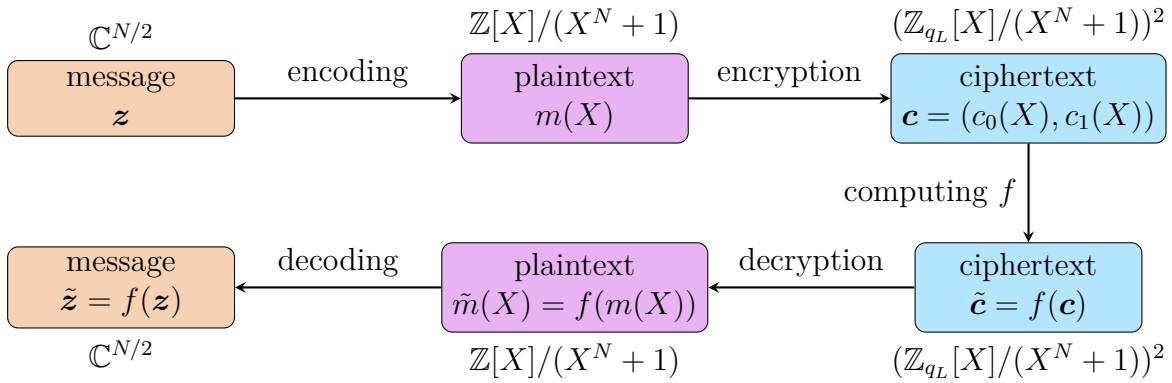 ℂ^{N/2}
ℤ[X]/(X^N + 1)
(ℤ_{q_L}[X]/(X^N + 1))^2
message
z
encoding
plaintext
m(X)
encryption
ciphertext
c = (c_0(X), c_1(X))
computing f
message
z̃ = f(z)
decoding
plaintext
m̃(X) = f(m(X))
decryption
ciphertext
c̃ = f(c)
ℂ^{N/2}
ℤ[X]/(X^N + 1)
(ℤ_{q_L}[X]/(X^N + 1))^2